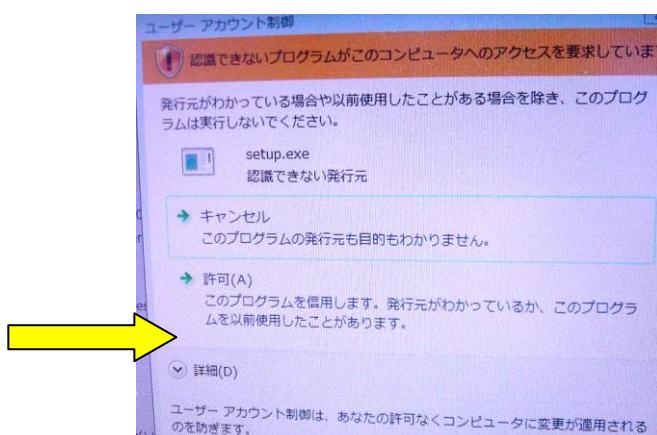 ユーザー アカウント制御
認識できないプログラムがこのコンピュータへのアクセスを要求していま
発行元がわかっている場合や以前使用したことがある場合を除き、このプログ
ラムは実行しないでください。
setup.exe
認識できない発行元
キャンセル
このプログラムの発行元も目的もわかりません。
許可(A)
このプログラムを信用します。発行元がわかっているか、このプログラ
ムを以前使用したことがあります。
詳細(D)
ユーザー アカウント制御は、あなたの許可なくコンピュータに変更が適用される
のを防ぎます。